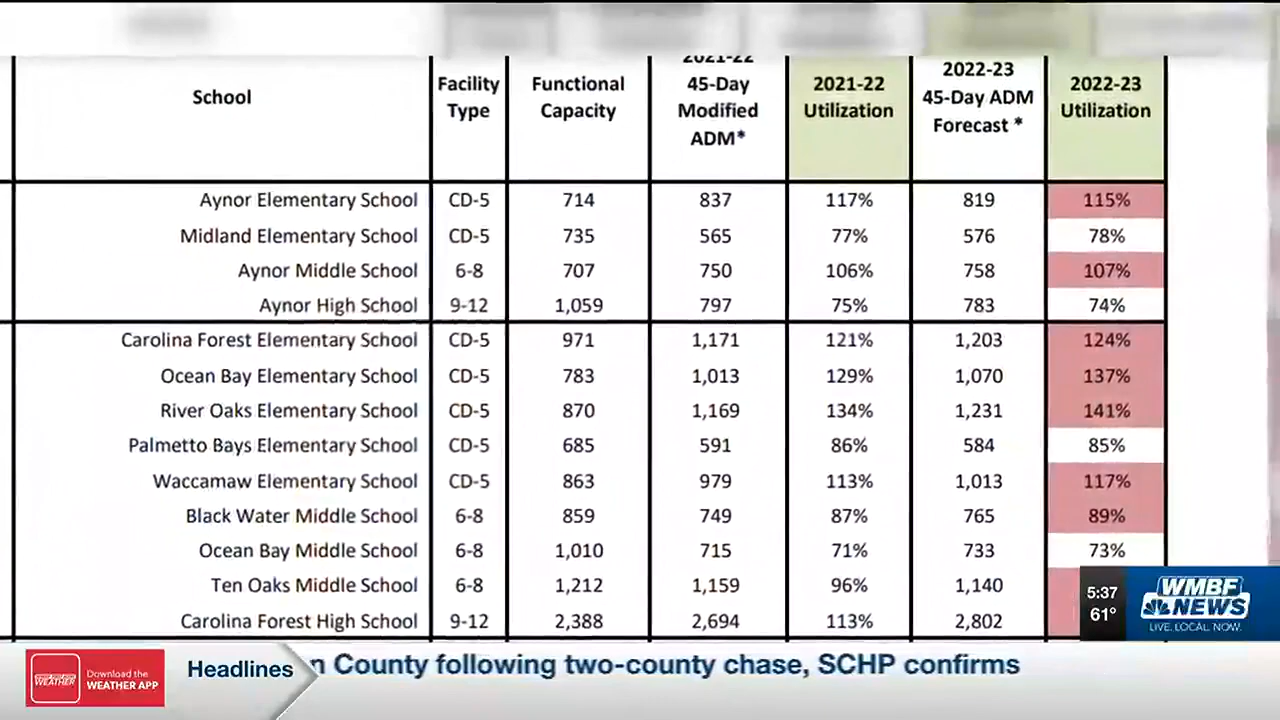 2021-22
2022-23
School
Facility
Functional
45-Day
2021-22
45-Day ADM
2022-23
Type
Capacity
Modified
Utilization
Forecast *
Utilization
ADM*
Aynor Elementary School CD-5 714 837 117% 819 115%
Midland Elementary School CD-5 735 565 77% 576 78%
Aynor Middle School 6-8 707 750 106% 758 107%
Aynor High School 9-12 1,059 797 75% 783 74%
Carolina Forest Elementary School CD-5 971 1,171 121% 1,203 124%
Ocean Bay Elementary School CD-5 783 1,013 129% 1,070 137%
River Oaks Elementary School CD-5 870 1,169 134% 1,231 141%
Palmetto Bays Elementary School CD-5 685 591 86% 584 85%
Waccamaw Elementary School CD-5 863 979 113% 1,013 117%
Black Water Middle School 6-8 859 749 87% 765 89%
Ocean Bay Middle School 6-8 1,010 715 71% 733 73%
Ten Oaks Middle School 6-8 1,212 1,159 96% 1,140
Carolina Forest High School 9-12 2,388 2,694 113% 2,802
5:37
61°
WMBF
NEWS
LIVE. LOCAL. NOW.
WEATHER
Download the
WEATHER APP
Headlines
n County following two-county chase, SCHP confirms